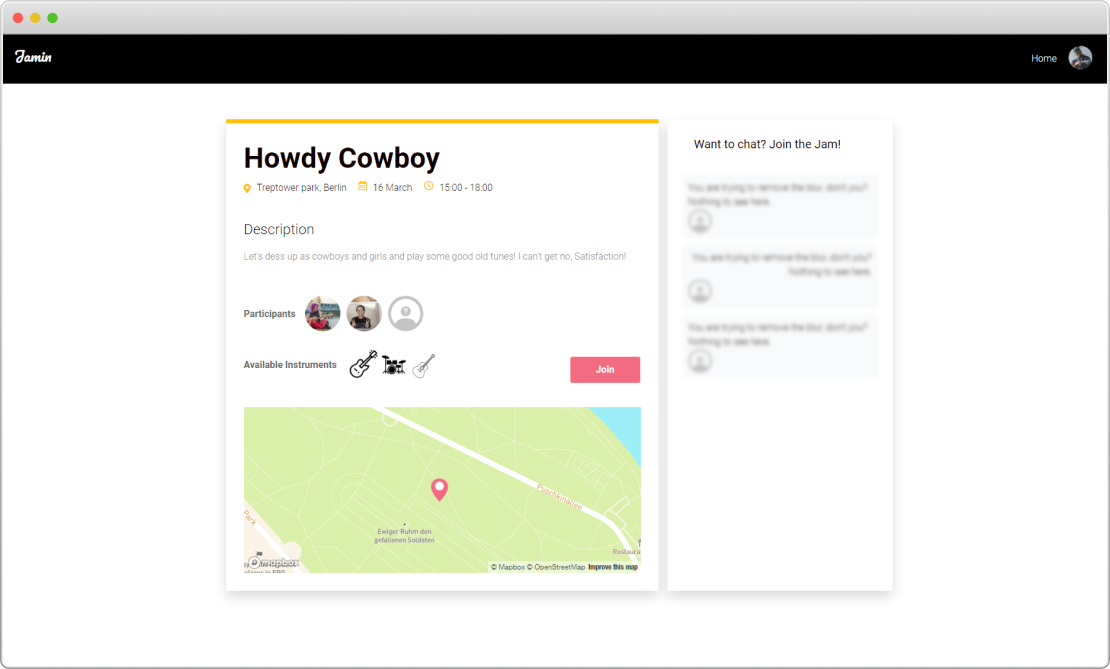 Jamin
Home
Howdy Cowboy
Treptower park, Berlin 16 March 15:00 - 18:00
Description
Let's dess up as cowboys and girls and play some good old tunes! I can't get no, Satisfaction!
Participants
Available Instruments
Join
Puschkinallee
Park
Ewiger Ruhm den
gefallenen Soldaten
mapbox
© Mapbox © OpenStreetMap Improve this map
Want to chat? Join the Jam!
You are trying to remove the blur, don't you?
Nothing to see here.
You are trying to remove the blur, don't you?
Nothing to see here.
You are trying to remove the blur, don't you?
Nothing to see here.